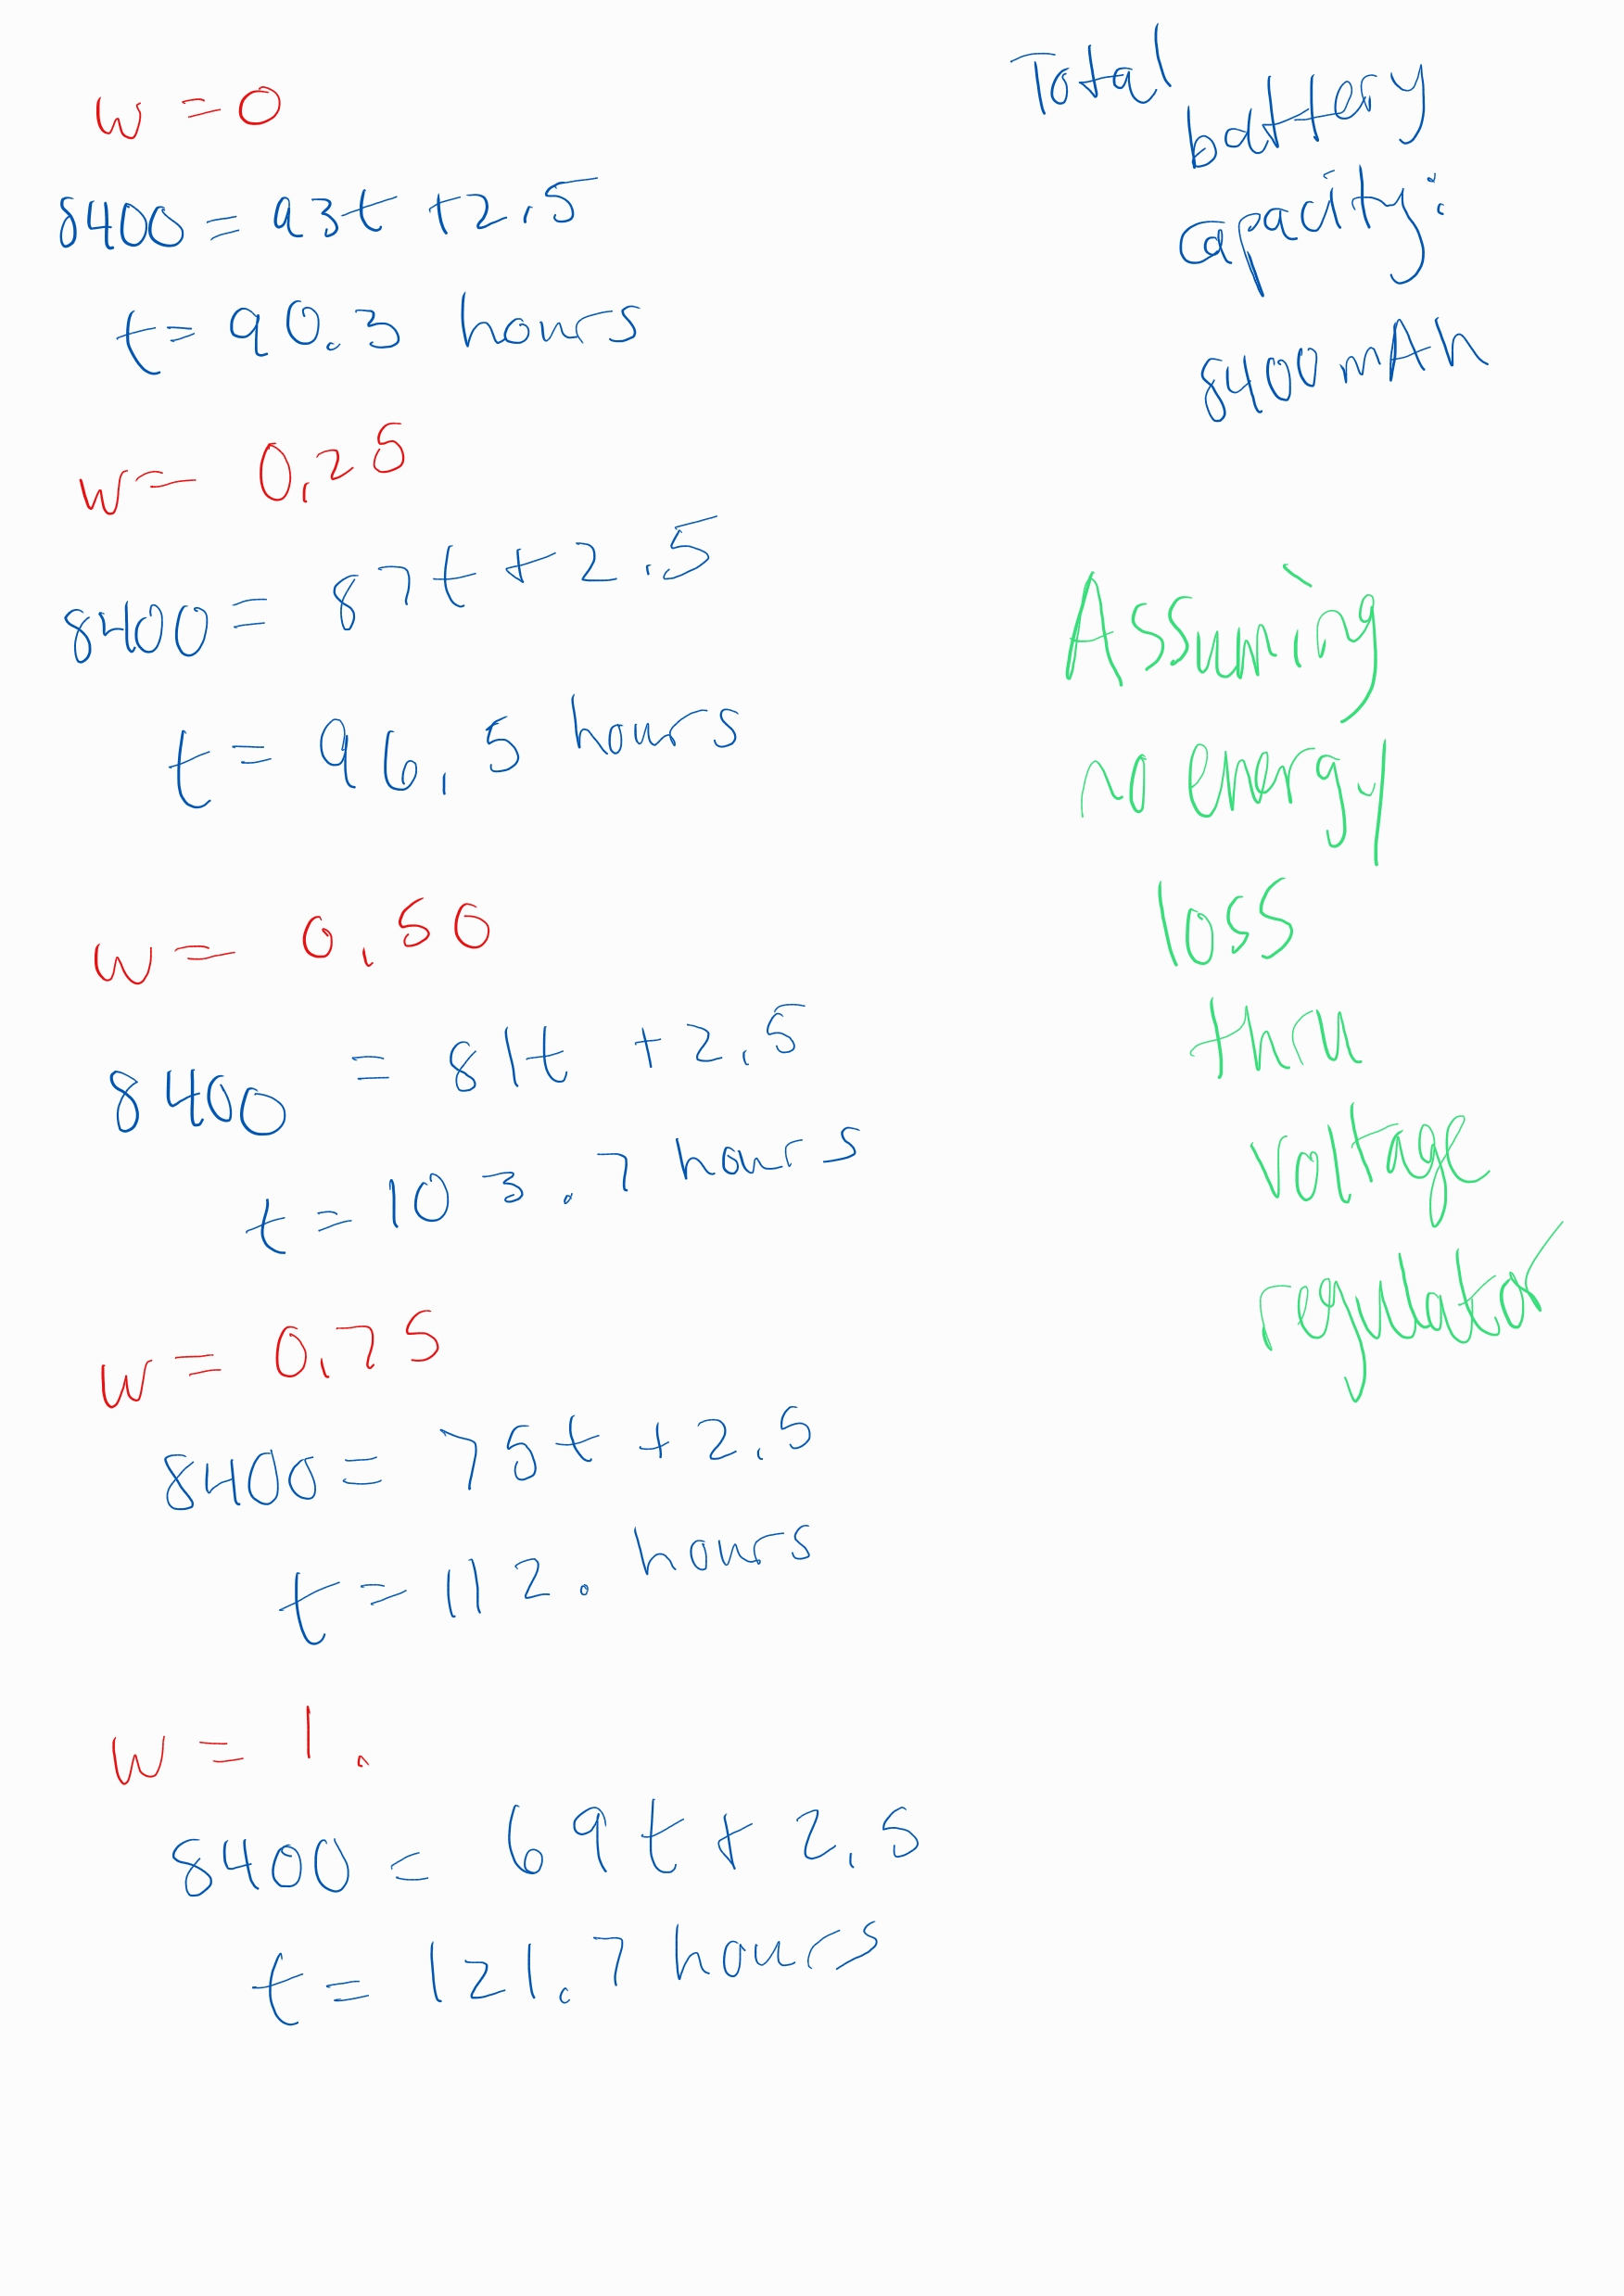 w = 0
8400 = 93t + 2.5
t = 90.3 hours
w = 0.25
8400 = 87t + 2.5
t = 96.5 hours
w = 0.50
8400 = 81t + 2.5
t = 103.7 hours
w = 0.75
8400 = 75t + 2.5
t = 112. hours
w = 1.
8400 = 69t + 2.5
t = 121.7 hours
Total
battery
capacity:
8400 mAh
Assuming
no energy
loss
thru
voltage
regulator